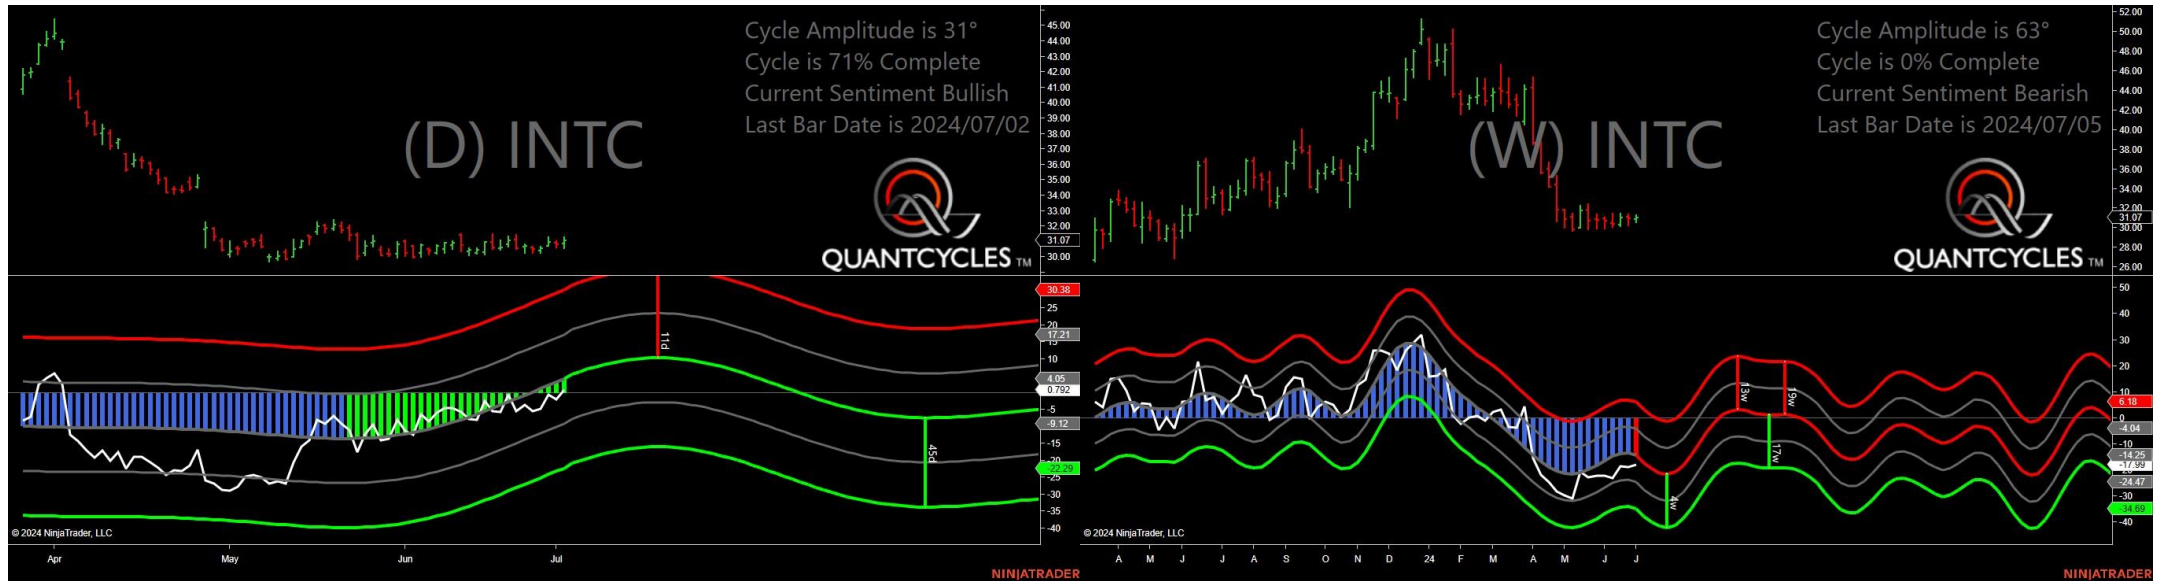 Cycle Amplitude is 31°
Cycle is 71% Complete
Current Sentiment Bullish
Last Bar Date is 2024/07/02
(D) INTC
QUANTCYCLES TM
45.00
44.00
43.00
42.00
41.00
40.00
39.00
38.00
37.00
36.00
35.00
34.00
33.00
32.00
31.07
30.00
30.38
25
20
17.21
10
4.05
0.792
-5
-9.12
-15
-20
-22.29
-25
-30
-35
-40
11d
45d
© 2024 NinjaTrader, LLC
Apr May Jun Jul
NINJATRADER
Cycle Amplitude is 63°
Cycle is 0% Complete
Current Sentiment Bearish
Last Bar Date is 2024/07/05
(W) INTC
QUANTCYCLES TM
52.00
50.00
48.00
46.00
44.00
42.00
40.00
38.00
36.00
34.00
32.00
31.07
30.00
28.00
26.00
50
40
30
20
10
6.18
0
-4.04
-10
-14.25
-17.99
-24.47
-30
-34.69
-40
13w
19w
17w
4w
© 2024 NinjaTrader, LLC
A M J J A S O N D 24 F M A M J J
NINJATRADER